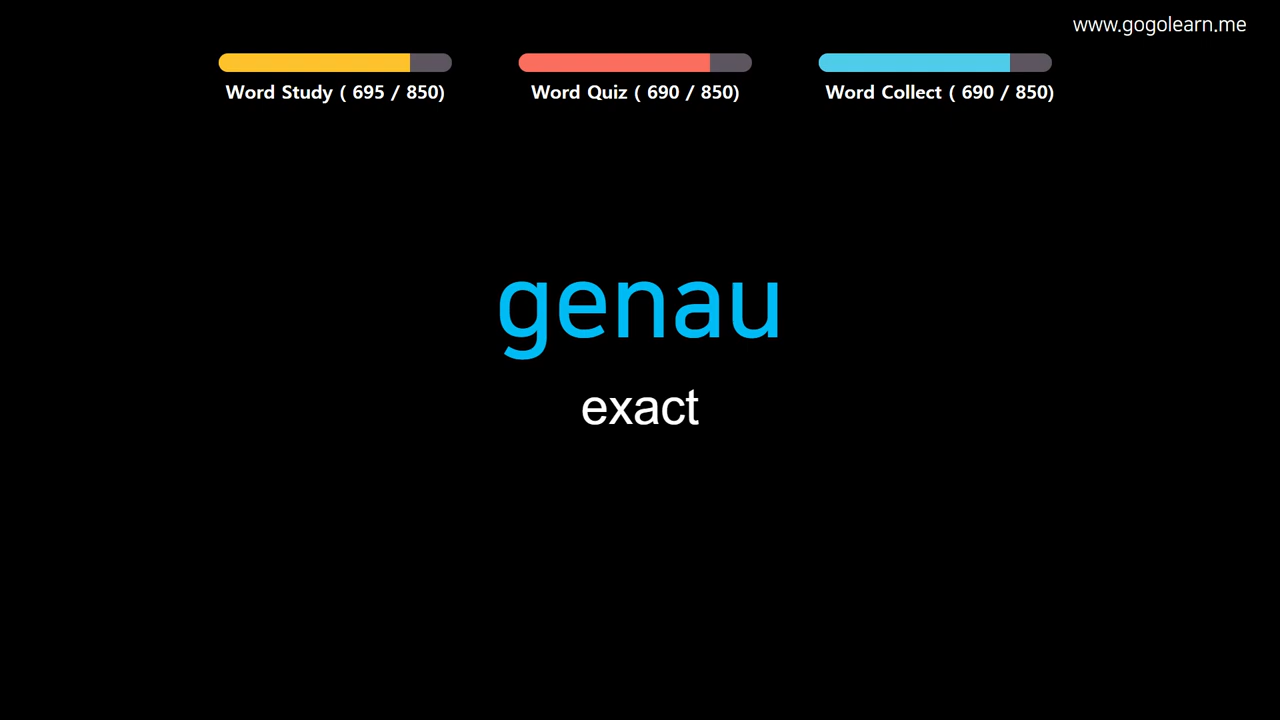 www.gogolearn.me
Word Study ( 695 / 850)
Word Quiz ( 690 / 850)
Word Collect ( 690 / 850)
genau
exact